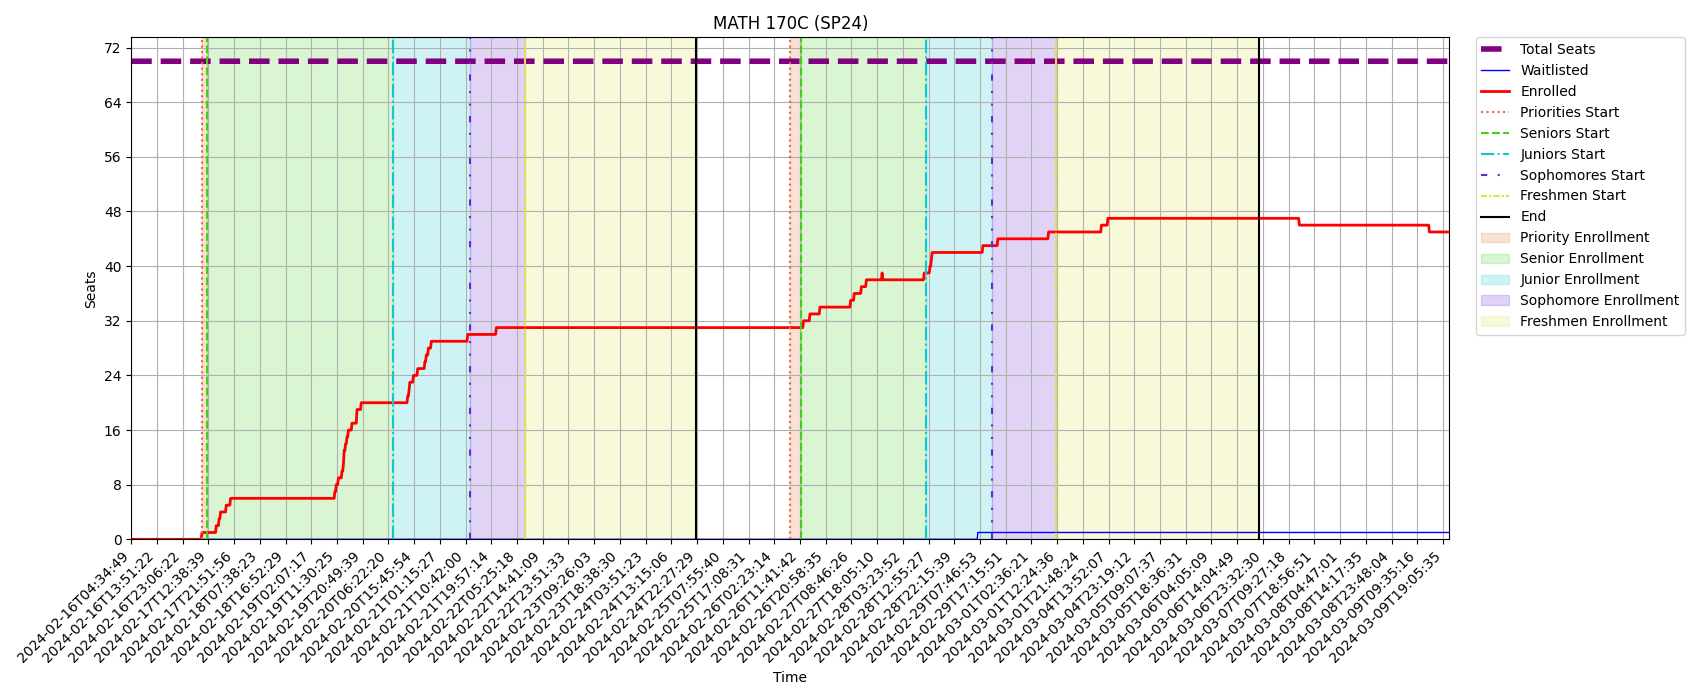 MATH 170C (SP24)
Seats
72
64
56
48
40
32
24
16
8
0
2024-02-16T04:34:49
2024-02-16T13:51:22
2024-02-16T23:06:22
2024-02-17T12:38:39
2024-02-17T21:51:56
2024-02-18T07:38:23
2024-02-18T16:52:29
2024-02-19T02:07:17
2024-02-19T11:30:25
2024-02-19T20:49:39
2024-02-20T06:22:20
2024-02-20T15:45:54
2024-02-21T01:15:27
2024-02-21T10:42:00
2024-02-21T19:57:14
2024-02-22T05:25:18
2024-02-22T14:41:09
2024-02-22T23:51:33
2024-02-23T09:26:03
2024-02-23T18:38:30
2024-02-24T03:51:23
2024-02-24T13:15:06
2024-02-24T22:27:29
2024-02-25T07:55:40
2024-02-25T17:08:31
2024-02-26T02:23:14
2024-02-26T11:41:42
2024-02-26T20:58:35
2024-02-27T08:46:26
2024-02-27T18:05:10
2024-02-28T03:23:52
2024-02-28T12:55:27
2024-02-28T22:15:39
2024-02-29T07:46:53
2024-02-29T17:15:51
2024-03-01T02:36:21
2024-03-01T12:24:36
2024-03-01T21:48:24
2024-03-04T13:52:07
2024-03-04T23:19:12
2024-03-05T09:07:37
2024-03-05T18:36:31
2024-03-06T04:05:09
2024-03-06T14:04:49
2024-03-06T23:32:30
2024-03-07T09:27:18
2024-03-07T18:56:51
2024-03-08T04:47:01
2024-03-08T14:17:35
2024-03-08T23:48:04
2024-03-09T09:35:16
2024-03-09T19:05:35
Time
Total Seats
Waitlisted
Enrolled
Priorities Start
Seniors Start
Juniors Start
Sophomores Start
Freshmen Start
End
Priority Enrollment
Senior Enrollment
Junior Enrollment
Sophomore Enrollment
Freshmen Enrollment